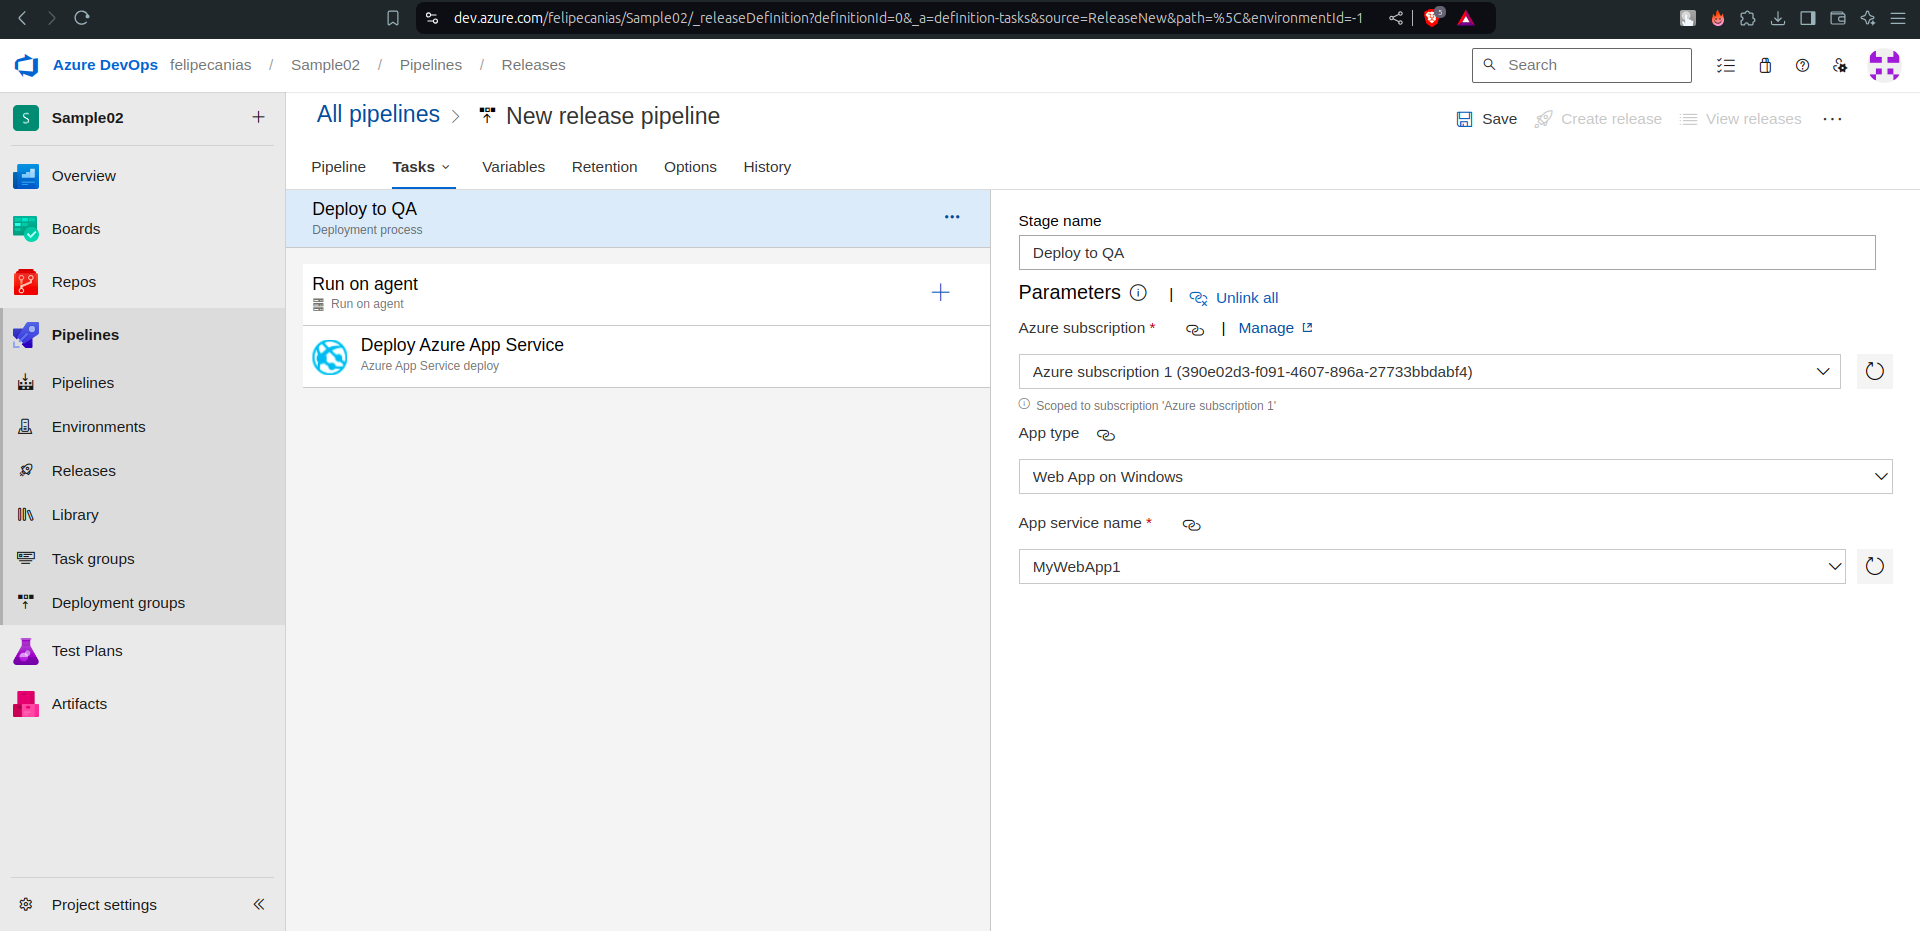 dev.azure.com/felipecanias/Sample02/_releaseDefinition?definitionId=0&_a=definition-tasks&source=ReleaseNew&path=%5C&environmentId=-1
5
Azure DevOps felipecanias / Sample02 / Pipelines / Releases
Search
S Sample02
Overview
Boards
Repos
Pipelines
Pipelines
Environments
Releases
Library
Task groups
Deployment groups
Test Plans
Artifacts
Project settings
All pipelines > New release pipeline
Save Create release View releases ...
Pipeline Tasks Variables Retention Options History
Deploy to QA
Deployment process
Run on agent
Run on agent
Deploy Azure App Service
Azure App Service deploy
Stage name
Deploy to QA
Parameters | Unlink all
Azure subscription * | Manage
Azure subscription 1 (390e02d3-f091-4607-896a-27733bbdabf4)
Scoped to subscription 'Azure subscription 1'
App type
Web App on Windows
App service name *
MyWebApp1